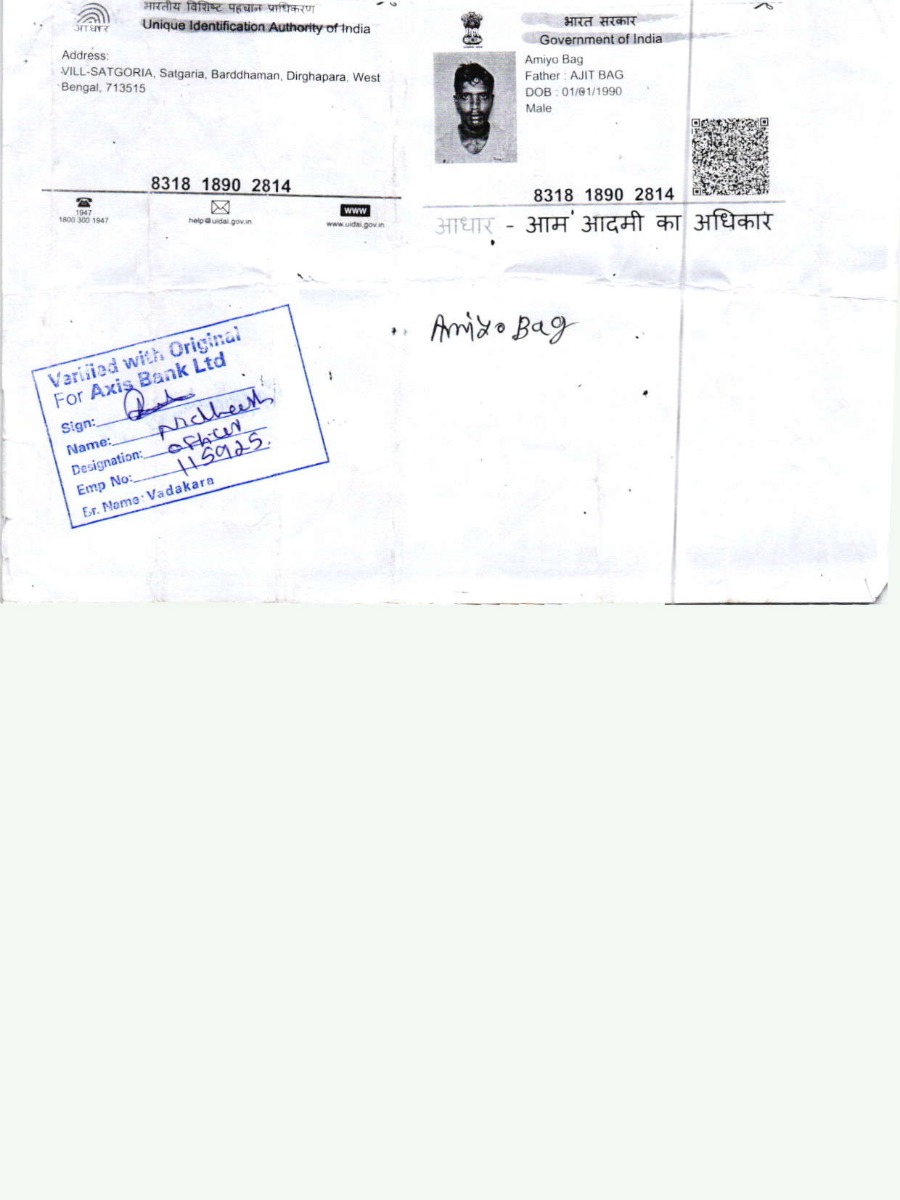 आधार
भारतीय विशिष्ट पहचान प्राधिकरण
Unique Identification Authority of India
Address:
VILL-SATGORIA, Satgaria, Barddhaman, Dirghapara, West
Bengal, 713515
8318 1890 2814
1947
1800 300 1947
help@uidai.gov.in
WWW
www.uidai.gov.in
भारत सरकार
Government of India
Amiyo Bag
Father : AJIT BAG
DOB : 01/01/1990
Male
8318 1890 2814
आधार - आम आदमी का अधिकार
Amiyo Bag
Verified with Original
For Axis Bank Ltd
Sign:
Name:
Designation: Officer
Emp No: 115925.
Br. Name: Vadakara